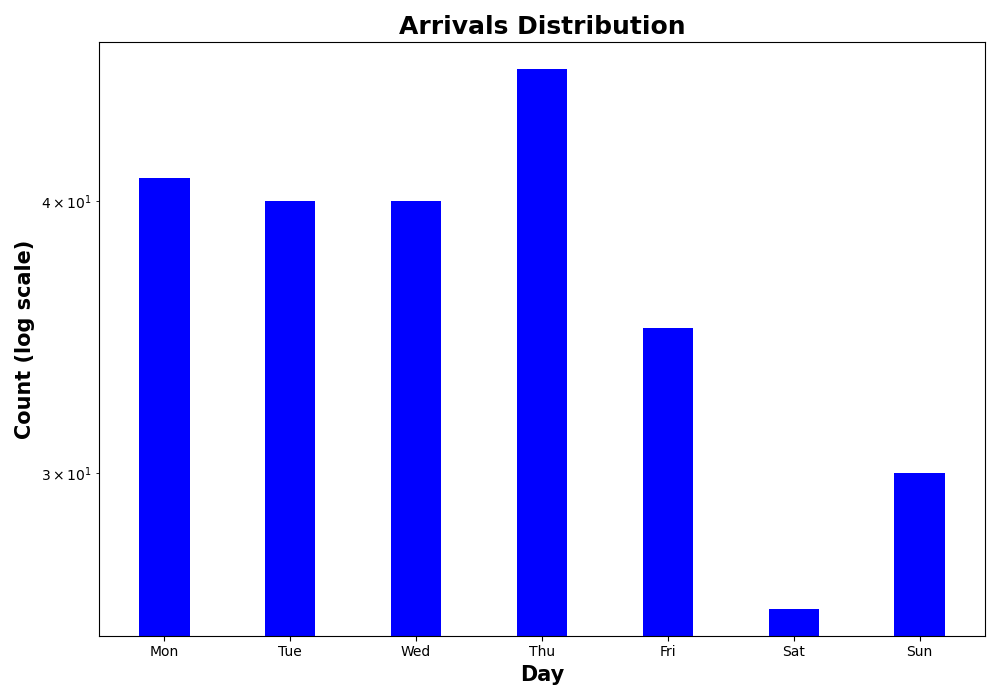 Arrivals Distribution
Count (log scale)
4 × 10¹
3 × 10¹
Mon Tue Wed Thu Fri Sat Sun
Day